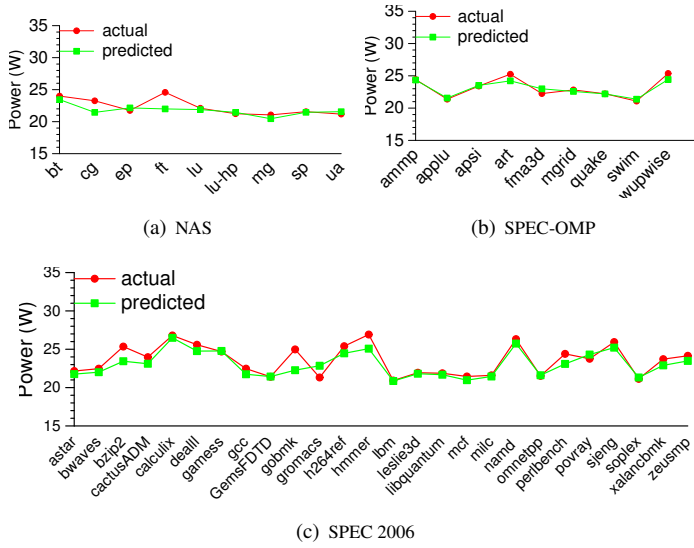 35
30
25
20
15
Power (W)
actual
predicted
bt
cg
ep
ft
lu
lu-hp
mg
sp
ua
(a) NAS
35
30
25
20
15
Power (W)
actual
predicted
ammp
applu
apsi
art
fma3d
mgrid
quake
swim
wupwise
(b) SPEC-OMP
35
30
25
20
15
Power (W)
actual
predicted
astar
bwaves
bzip2
cactusADM
calculix
dealII
gamess
gcc
GemsFDTD
gobmk
gromacs
h264ref
hmmer
lbm
leslie3d
libquantum
mcf
milc
namd
omnetpp
perlbench
povray
sjeng
soplex
xalancbmk
zeusmp
(c) SPEC 2006